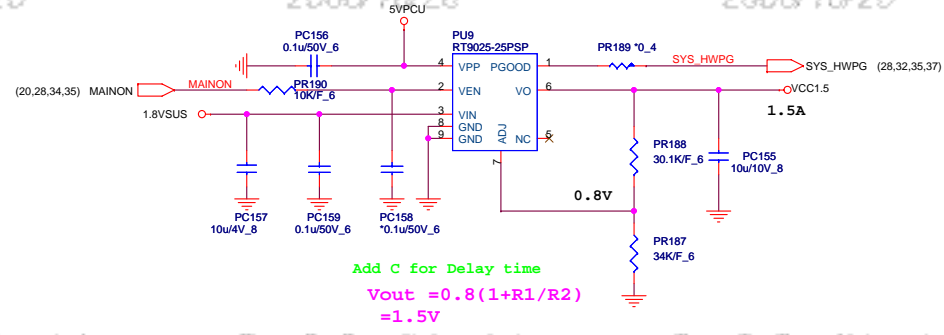 5VPCU
PC156
0.1u/50V_6
PU9
RT9025-25PSP
PR189 *0_4
4
VPP
PGOOD
1
SYS_HWPG
SYS_HWPG (28,32,35,37)
(20,28,34,35) MAINON
MAINON
PR190
10K/F_6
2
VEN
VO
6
VCC1.5
1.5A
1.8VSUS
3
VIN
8
GND
9
GND
ADJ
NC
5
7
PR188
30.1K/F_6
PC155
10u/10V_8
0.8V
PC157
10u/4V_8
PC159
0.1u/50V_6
PC158
*0.1u/50V_6
PR187
34K/F_6
Add C for Delay time
Vout =0.8(1+R1/R2)
=1.5V